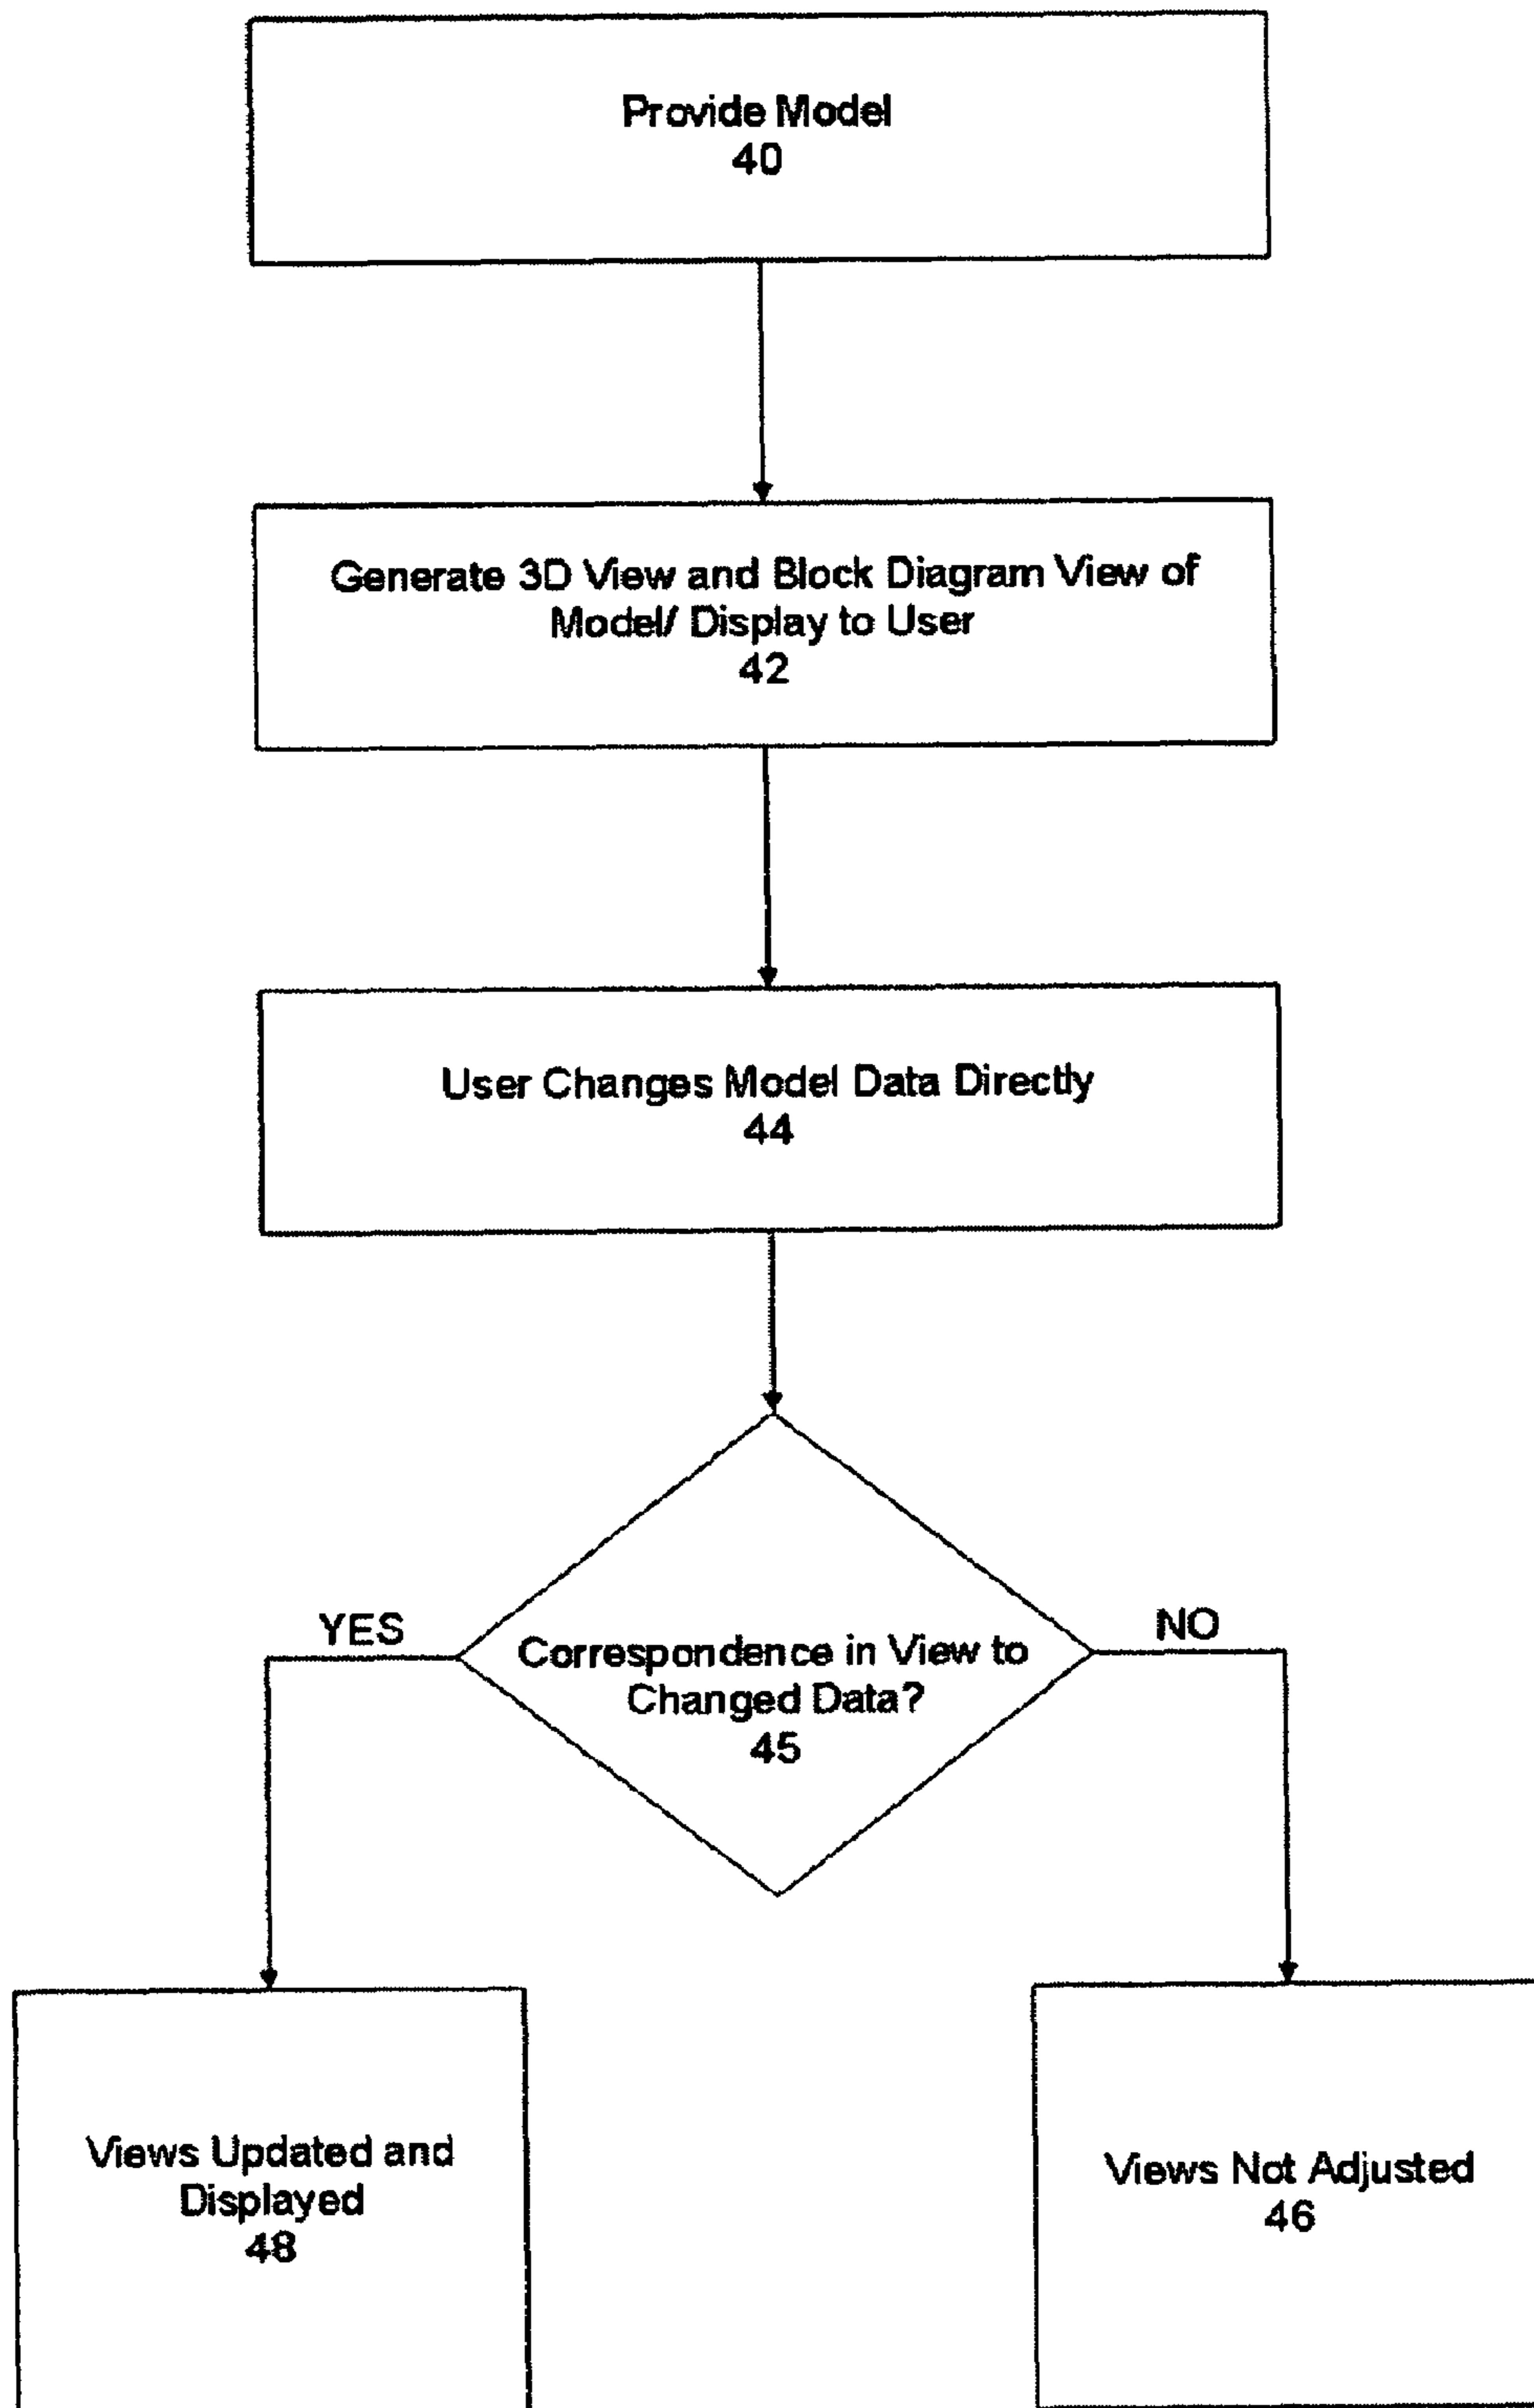 Provide Model
40
Generate 3D View and Block Diagram View of
Model/ Display to User
42
User Changes Model Data Directly
44
YES
NO
Correspondence in View to
Changed Data?
45
Views Updated and
Displayed
48
Views Not Adjusted
46